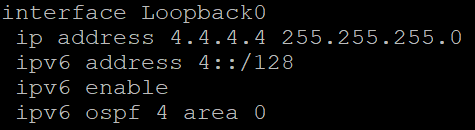 interface Loopback0
ip address 4.4.4.4 255.255.255.0
ipv6 address 4::/128
ipv6 enable
ipv6 ospf 4 area 0